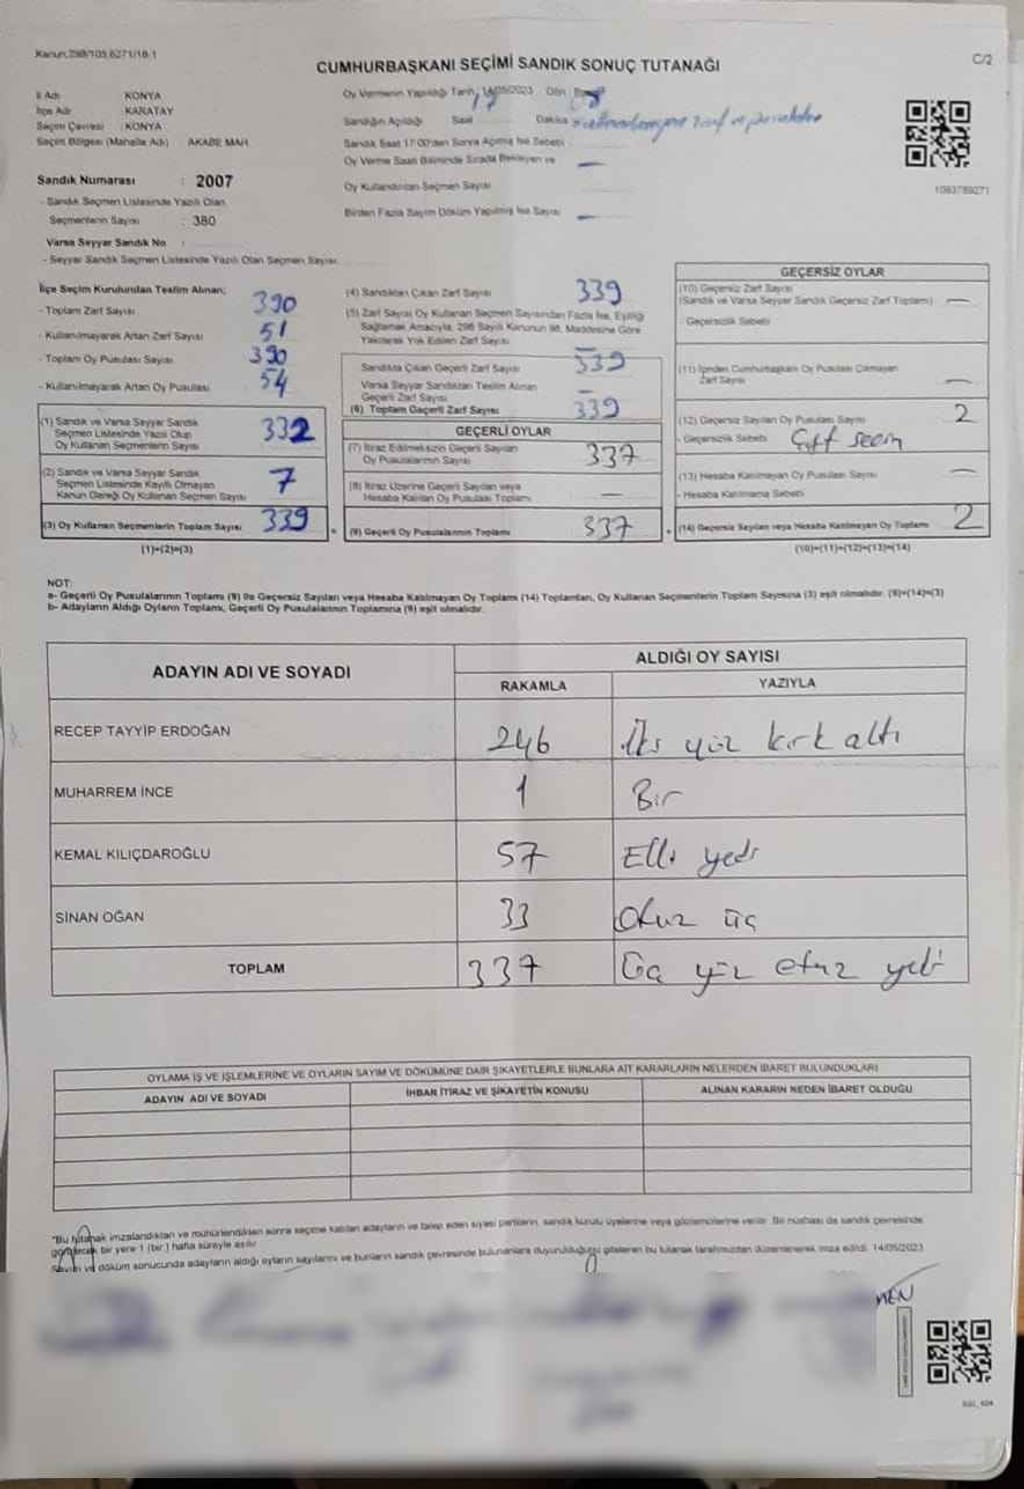 Kanun:298/105,6271/18-1
C/2
CUMHURBAŞKANI SEÇİMİ SANDIK SONUÇ TUTANAĞI
İl Adı KONYA
İlçe Adı : KARATAY
Seçim Çevresi : KONYA
Seçim Bölgesi (Mahalle Adı) AKABE MAH.
Sandık Numarası : 2007
- Sandık Seçmen Listesinde Yazılı Olan
Seçmenlerin Sayısı : 380
Varsa Seyyar Sandık No :
- Seyyar Sandık Seçmen Listesinde Yazılı Olan Seçmen Sayısı
Oy Vermenin Yapıldığı Tarih 14/05/2023 Dilin
Sandığın Açıldığı Saat Dakika
Sandık Saat 17:00'den Sonra Açılmış İse Sebebi
Oy Verme Saati Bitiminde Sırada Bekleyen ve —
Oy Kullandırılan Seçmen Sayısı
Birden Fazla Sayım Döküm Yapılmış İse Sayısı —
1083789271
İlçe Seçim Kurulundan Teslim Alınan;
- Toplam Zarf Sayısı 390
- Kullanılmayarak Artan Zarf Sayısı 51
- Toplam Oy Pusulası Sayısı 390
- Kullanılmayarak Artan Oy Pusulası 54
(1) Sandık ve Varsa Seyyar Sandık
Seçmen Listesinde Yazılı Olup
Oy Kullanan Seçmenlerin Sayısı 332
(2) Sandık ve Varsa Seyyar Sandık
Seçmen Listesinde Kayıtlı Olmayan
Kanun Gereği Oy Kullanan Seçmen Sayısı 7
(3) Oy Kullanan Seçmenlerin Toplam Sayısı 339
(1)+(2)=(3)
(4) Sandıktan Çıkan Zarf Sayısı 339
(5) Zarf Sayısı Oy Kullanan Seçmen Sayısından Fazla İse, Eşitliği
Sağlamak Amacıyla, 298 Sayılı Kanunun 98. Maddesine Göre
Yakılarak Yok Edilen Zarf Sayısı —
Sandıkta Çıkan Geçerli Zarf Sayısı 339
Varsa Seyyar Sandıktan Teslim Alınan
Geçerli Zarf Sayısı —
(6) Toplam Geçerli Zarf Sayısı 339
GEÇERLİ OYLAR
(7) İtiraz Edilmeksizin Geçerli Sayılan
Oy Pusulalarının Sayısı 337
(8) İtiraz Üzerine Geçerli Sayılan veya
Hesaba Katılan Oy Pusulası Toplamı —
(9) Geçerli Oy Pusulalarının Toplamı 337
GEÇERSİZ OYLAR
(10) Geçersiz Zarf Sayısı
(Sandık ve Varsa Seyyar Sandık Geçersiz Zarf Toplamı) —
- Geçersizlik Sebebi
(11) İçinden Cumhurbaşkanı Oy Pusulası Çıkmayan
Zarf Sayısı —
(12) Geçersiz Sayılan Oy Pusulası Sayısı 2
- Geçersizlik Sebebi Çift
(13) Hesaba Katılmayan Oy Pusulası Sayısı —
- Hesaba Katılmama Sebebi
(14) Geçersiz Sayılan veya Hesaba Katılmayan Oy Toplamı 2
(10)+(11)+(12)+(13)=(14)
NOT:
a- Geçerli Oy Pusulalarının Toplamı (9) ile Geçersiz Sayılan veya Hesaba Katılmayan Oy Toplamı (14) Toplamları, Oy Kullanan Seçmenlerin Toplam Sayısına (3) eşit olmalıdır. (9)+(14)=(3)
b- Adayların Aldığı Oyların Toplamı, Geçerli Oy Pusulalarının Toplamına (9) eşit olmalıdır.
ADAYIN ADI VE SOYADI
ALDIĞI OY SAYISI
RAKAMLA YAZIYLA
RECEP TAYYİP ERDOĞAN 246 İki yüz kırk altı
MUHARREM İNCE 1 Bir
KEMAL KILIÇDAROĞLU 57 Elli yedi
SİNAN OĞAN 33 Otuz üç
TOPLAM 337 Üç yüz otuz yedi
OYLAMA İŞ VE İŞLEMLERİNE VE OYLARIN SAYIM VE DÖKÜMÜNE DAİR ŞİKAYETLERLE BUNLARA AİT KARARLARIN NELERDEN İBARET BULUNDUKLARI
ADAYIN ADI VE SOYADI İHBAR İTİRAZ VE ŞİKAYETİN KONUSU ALINAN KARARIN NEDEN İBARET OLDUĞU
"Bu tutanak imzalandıktan ve mühürlendikten sonra seçime katılan adayların ve talep eden siyasi partilerin, sandık kurulu üyelerine veya gözlemcilerine verilir. Bir nüshası da sandık çevresinde
görülecek bir yere 1 (bir) hafta süreyle asılır.
Sayım ve döküm sonucunda adayların aldığı oyların sayılarını ve bunların sandık çevresinde bulunanlara duyurulduğunu gösteren bu tutanak tarafımızdan düzenlenerek imza edildi. 14/05/2023